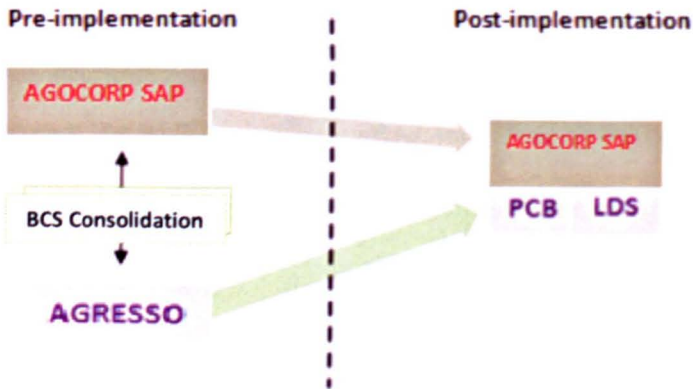 Pre-implementation
Post-implementation
AGOCORP SAP
AGOCORP SAP
BCS Consolidation
PCB LDS
AGRESSO